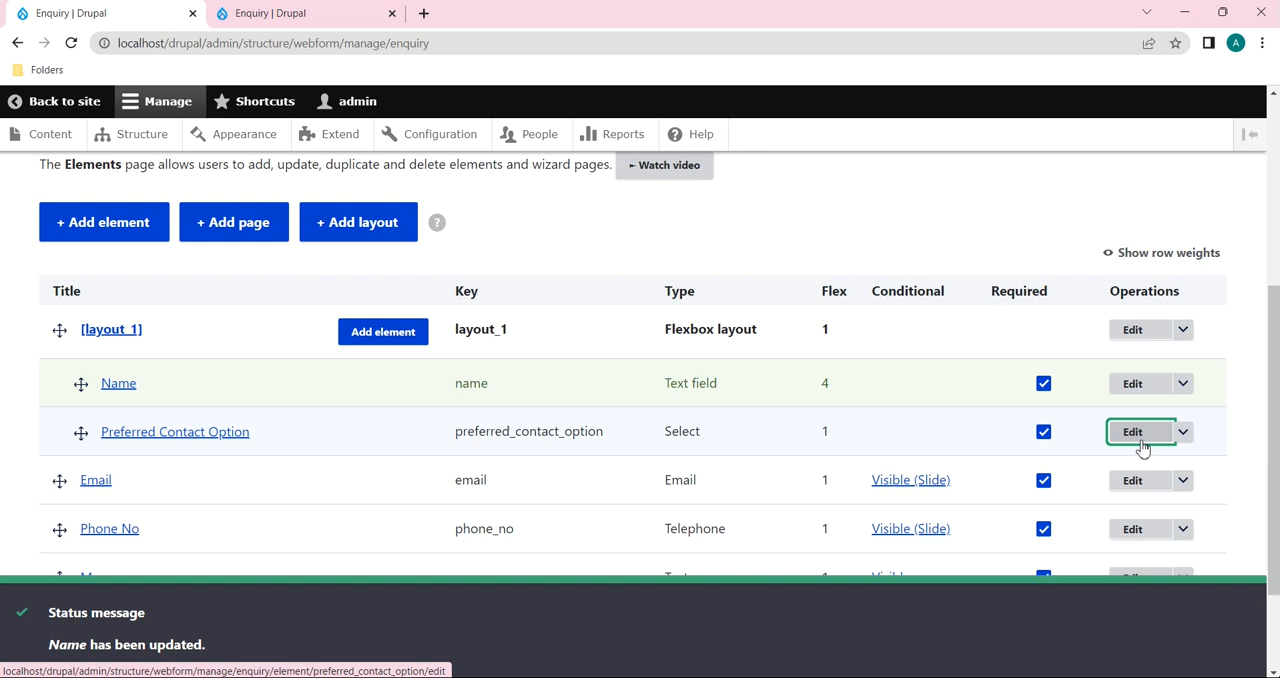 Enquiry | Drupal
Enquiry | Drupal
localhost/drupal/admin/structure/webform/manage/enquiry
A
Folders
Back to site
Manage
Shortcuts
admin
Content
Structure
Appearance
Extend
Configuration
People
Reports
Help
The Elements page allows users to add, update, duplicate and delete elements and wizard pages.
Watch video
+ Add element
+ Add page
+ Add layout
?
Show row weights
Title Key Type Flex Conditional Required Operations
[layout_1] Add element layout_1 Flexbox layout 1 Edit
Name name Text field 4 Edit
Preferred Contact Option preferred_contact_option Select 1 Edit
Email email Email 1 Visible (Slide) Edit
Phone No phone_no Telephone 1 Visible (Slide) Edit
Status message
Name has been updated.
localhost/drupal/admin/structure/webform/manage/enquiry/element/preferred_contact_option/edit